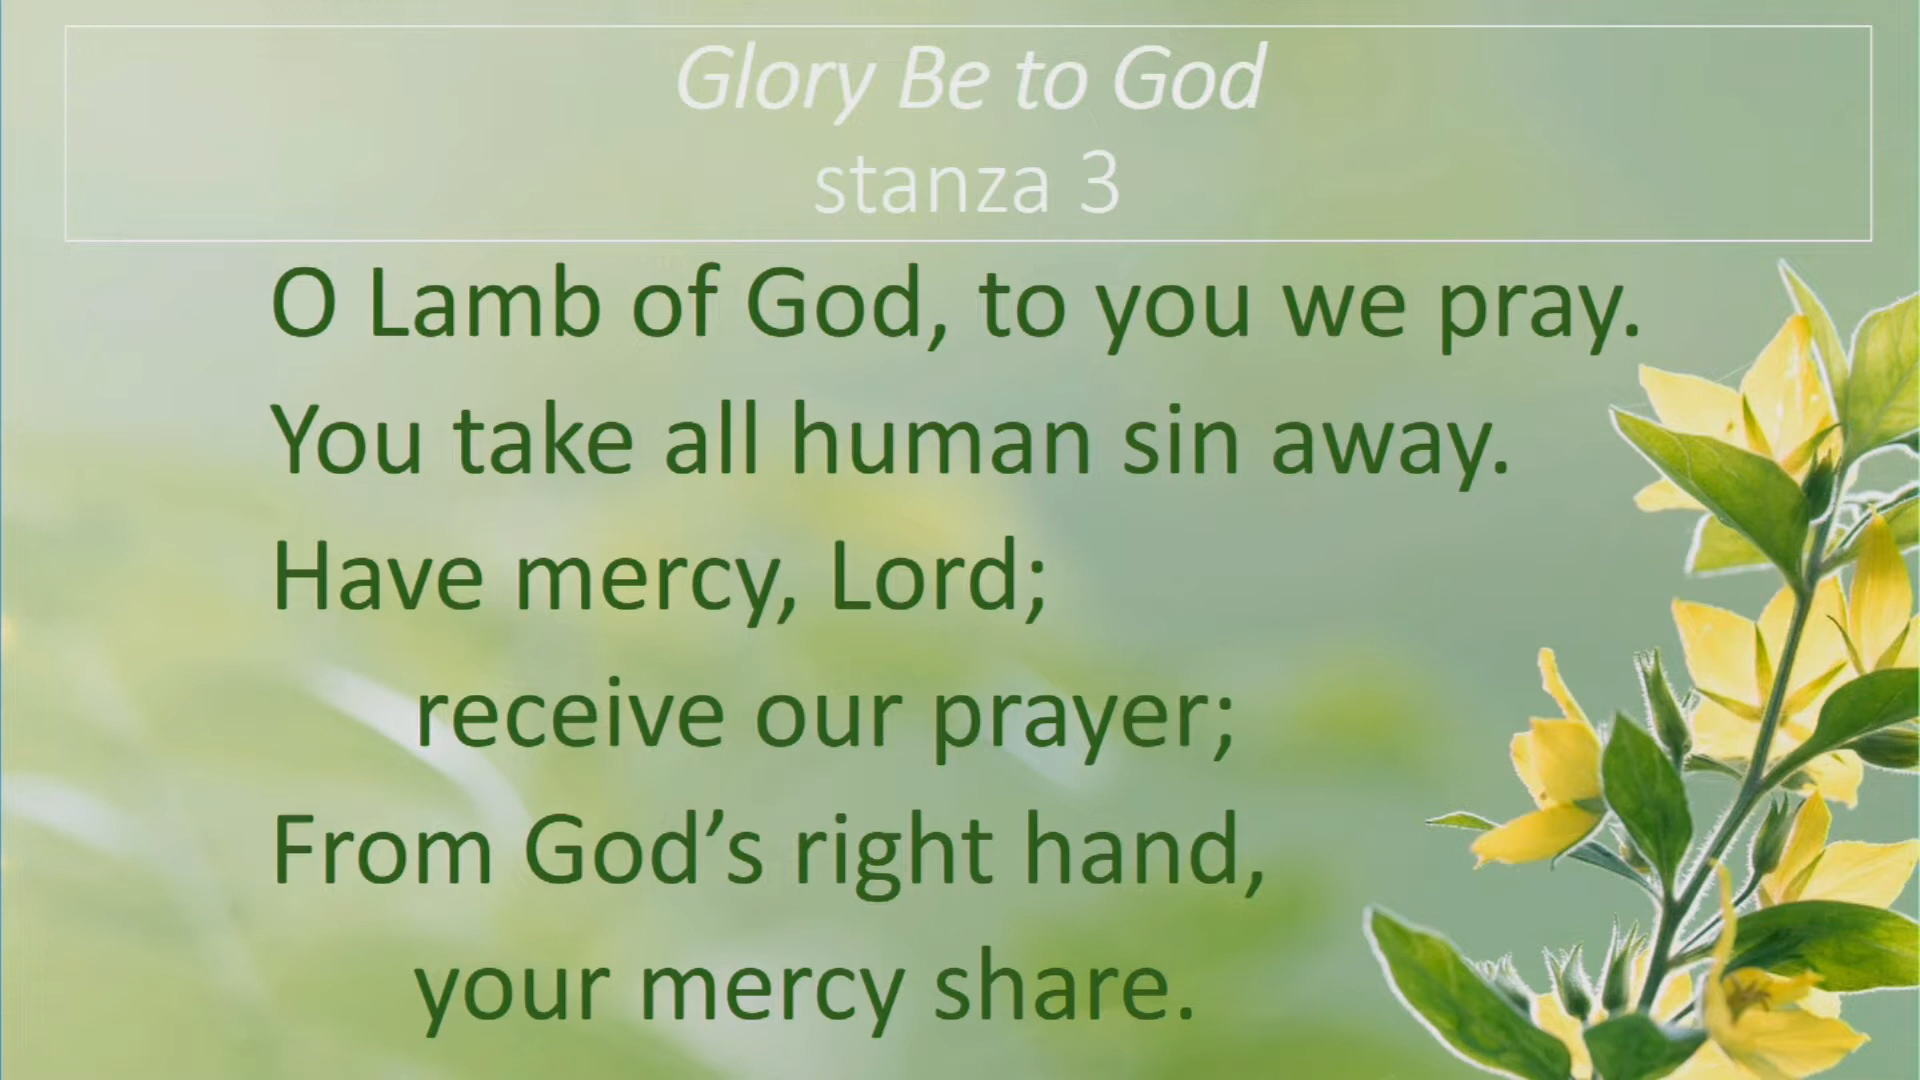 Glory Be to God
stanza 3
O Lamb of God, to you we pray.
You take all human sin away.
Have mercy, Lord;
receive our prayer;
From God’s right hand,
your mercy share.